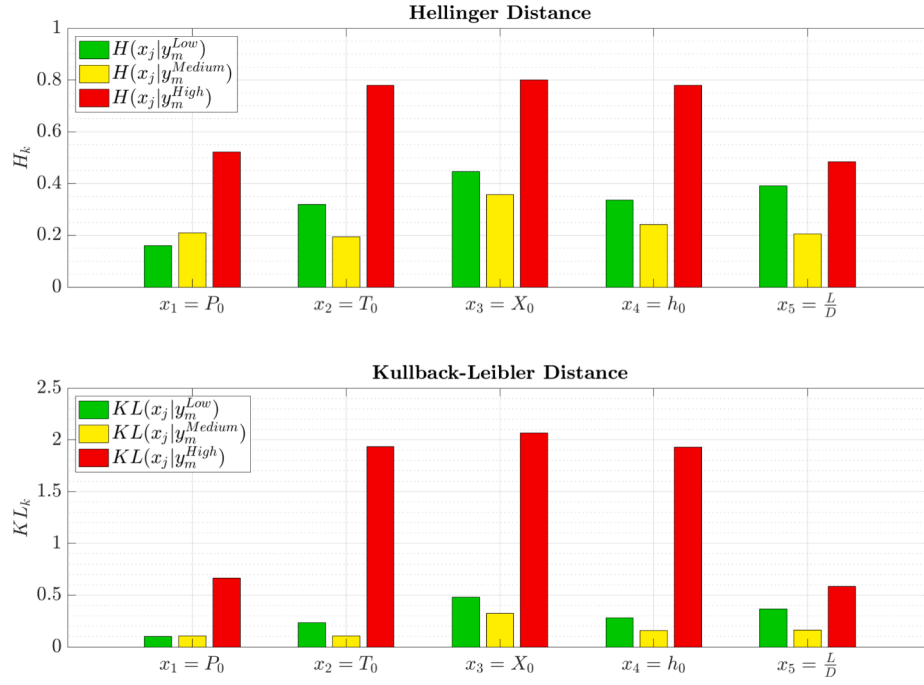 Hellinger Distance
1
0.8
0.6
0.4
0.2
0
H_k
H(x_j|y_m^{Low})
H(x_j|y_m^{Medium})
H(x_j|y_m^{High})
x_1 = P_0
x_2 = T_0
x_3 = X_0
x_4 = h_0
x_5 = \frac{L}{D}
Kullback-Leibler Distance
2.5
2
1.5
1
0.5
0
KL_k
KL(x_j|y_m^{Low})
KL(x_j|y_m^{Medium})
KL(x_j|y_m^{High})
x_1 = P_0
x_2 = T_0
x_3 = X_0
x_4 = h_0
x_5 = \frac{L}{D}